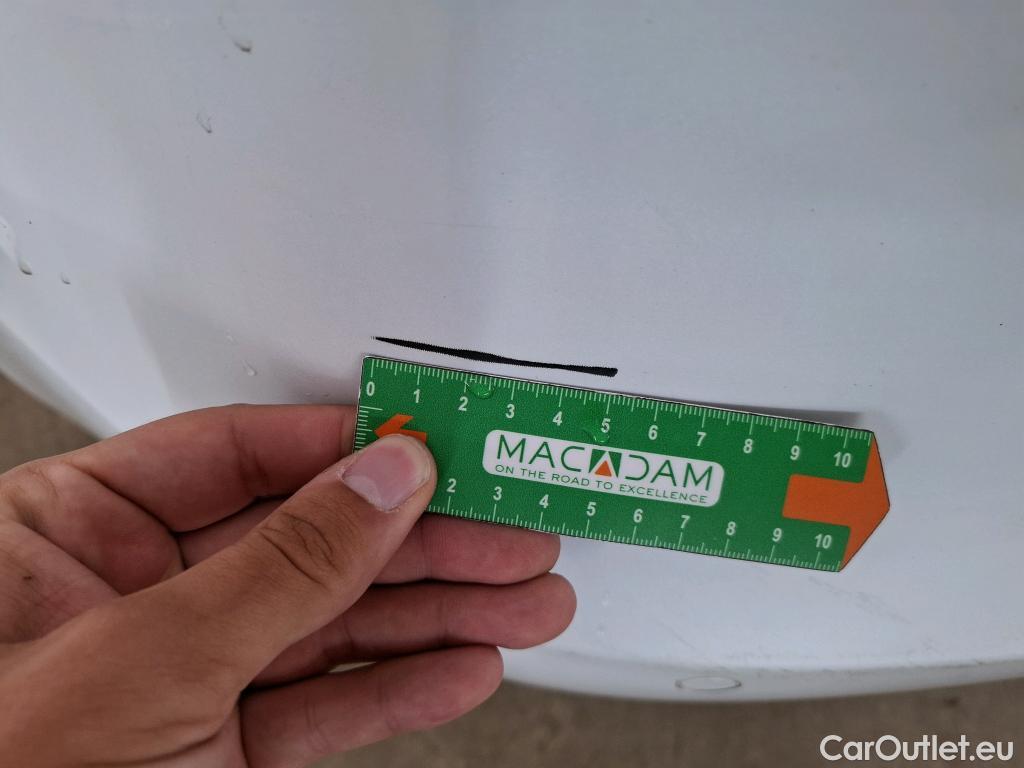 0 1 2 3 4 5 6 7 8 9 10
MACADAM
ON THE ROAD TO EXCELLENCE
2 3 4 5 6 7 8 9 10
CarOutlet.eu